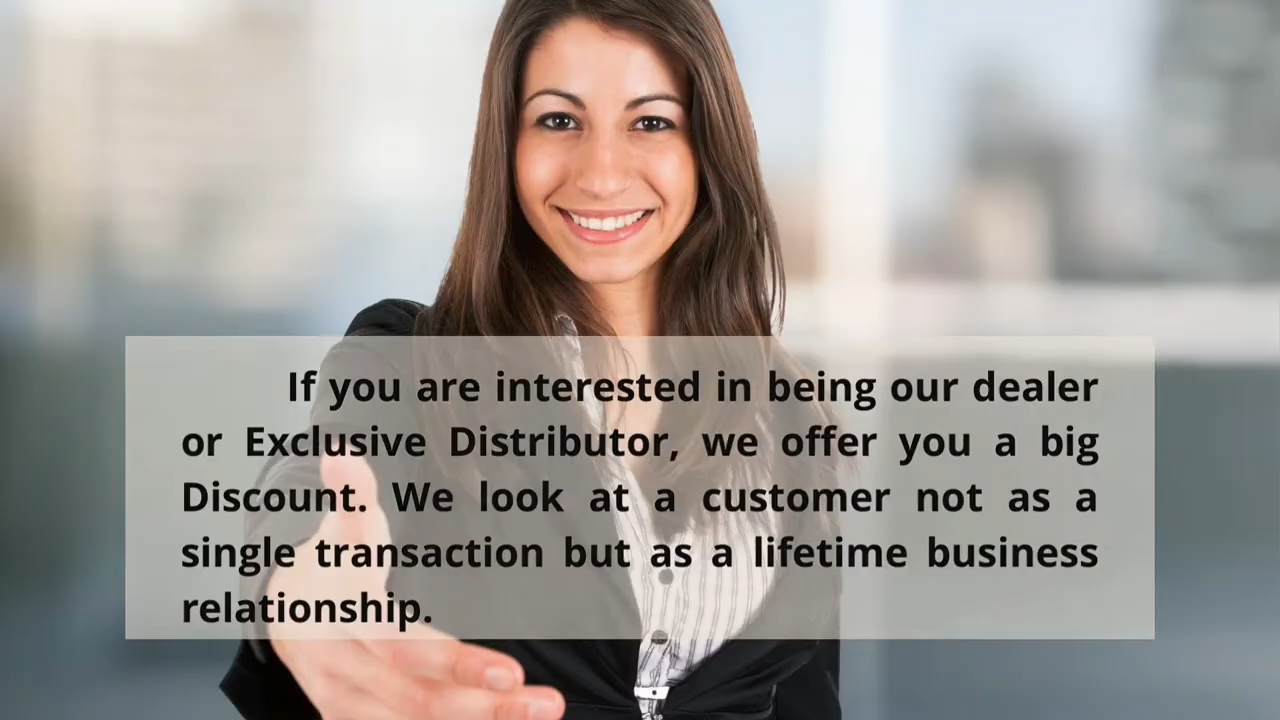 If you are interested in being our dealer
or Exclusive Distributor, we offer you a big
Discount. We look at a customer not as a
single transaction but as a lifetime business
relationship.